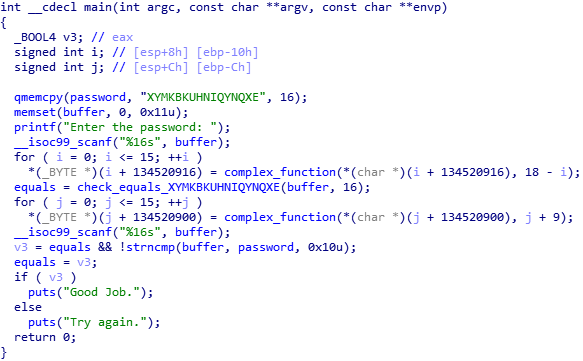 int __cdecl main(int argc, const char **argv, const char **envp)
{
  _BOOL4 v3; // eax
  signed int i; // [esp+8h] [ebp-10h]
  signed int j; // [esp+Ch] [ebp-Ch]

  qmemcpy(password, "XYMKBKUHNIQYNQXE", 16);
  memset(buffer, 0, 0x11u);
  printf("Enter the password: ");
  __isoc99_scanf("%16s", buffer);
  for ( i = 0; i <= 15; ++i )
    *(_BYTE *)(i + 134520916) = complex_function(*(char *)(i + 134520916), 18 - i);
  equals = check_equals_XYMKBKUHNIQYNQXE(buffer, 16);
  for ( j = 0; j <= 15; ++j )
    *(_BYTE *)(j + 134520900) = complex_function(*(char *)(j + 134520900), j + 9);
  __isoc99_scanf("%16s", buffer);
  v3 = equals && !strncmp(buffer, password, 0x10u);
  equals = v3;
  if ( v3 )
    puts("Good Job.");
  else
    puts("Try again.");
  return 0;
}